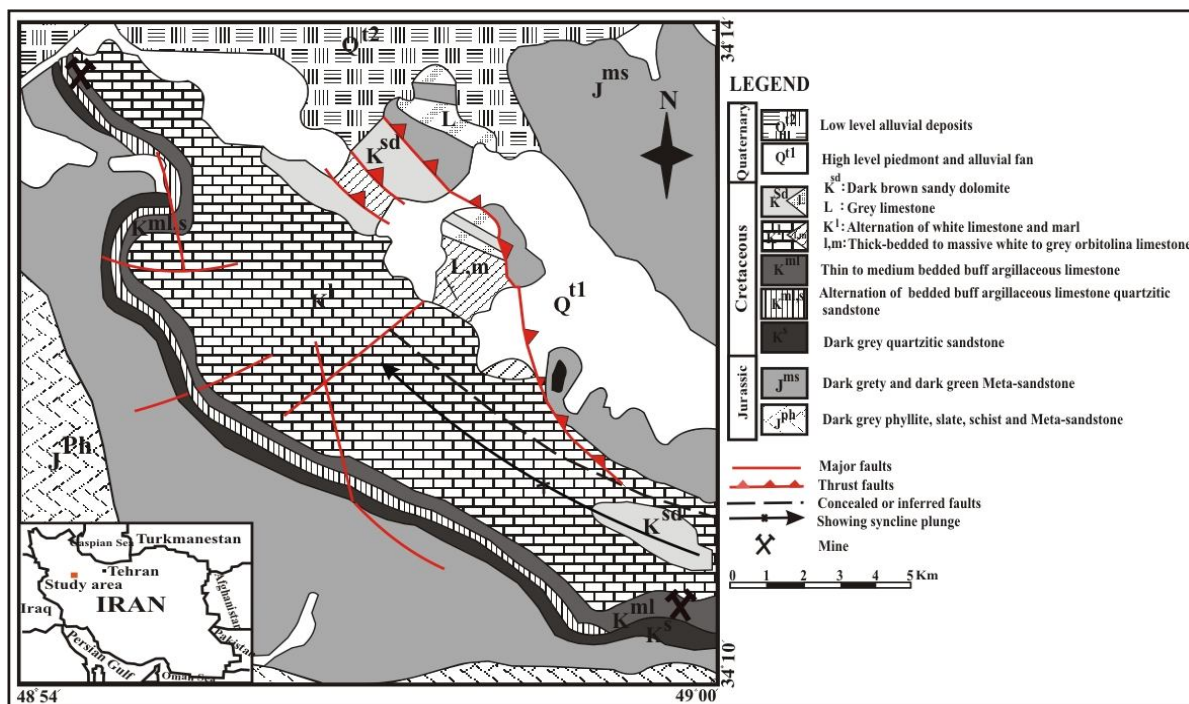 Q t2
J ms
N
L
K sd
K ml,s
L,m
K l
Q t1
J Ph
K sd
K ml
K s
34° 14′
34° 10′
48° 54′
49° 00′
Caspian Sea
Turkmanestan
Tehran
Study area
IRAN
Iraq
Afghanistan
Pakistan
Persian Gulf
Oman Sea
LEGEND
Quaternary
Q t2
Low level alluvial deposits
Q t1
High level piedmont and alluvial fan
Cretaceous
K Sd L
K sd : Dark brown sandy dolomite
L : Grey limestone
K l l,m
K l: Alternation of white limestone and marl
l,m: Thick-bedded to massive white to grey orbitolina limestone
K ml
Thin to medium bedded buff argillaceous limestone
K ml,s
Alternation of bedded buff argillaceous limestone quartzitic
sandstone
K s
Dark grey quartzitic sandstone
Jurassic
J ms
Dark grety and dark green Meta-sandstone
J ph
Dark grey phyllite, slate, schist and Meta-sandstone
Major faults
Thrust faults
Concealed or inferred faults
Showing syncline plunge
Mine
0 1 2 3 4 5 Km